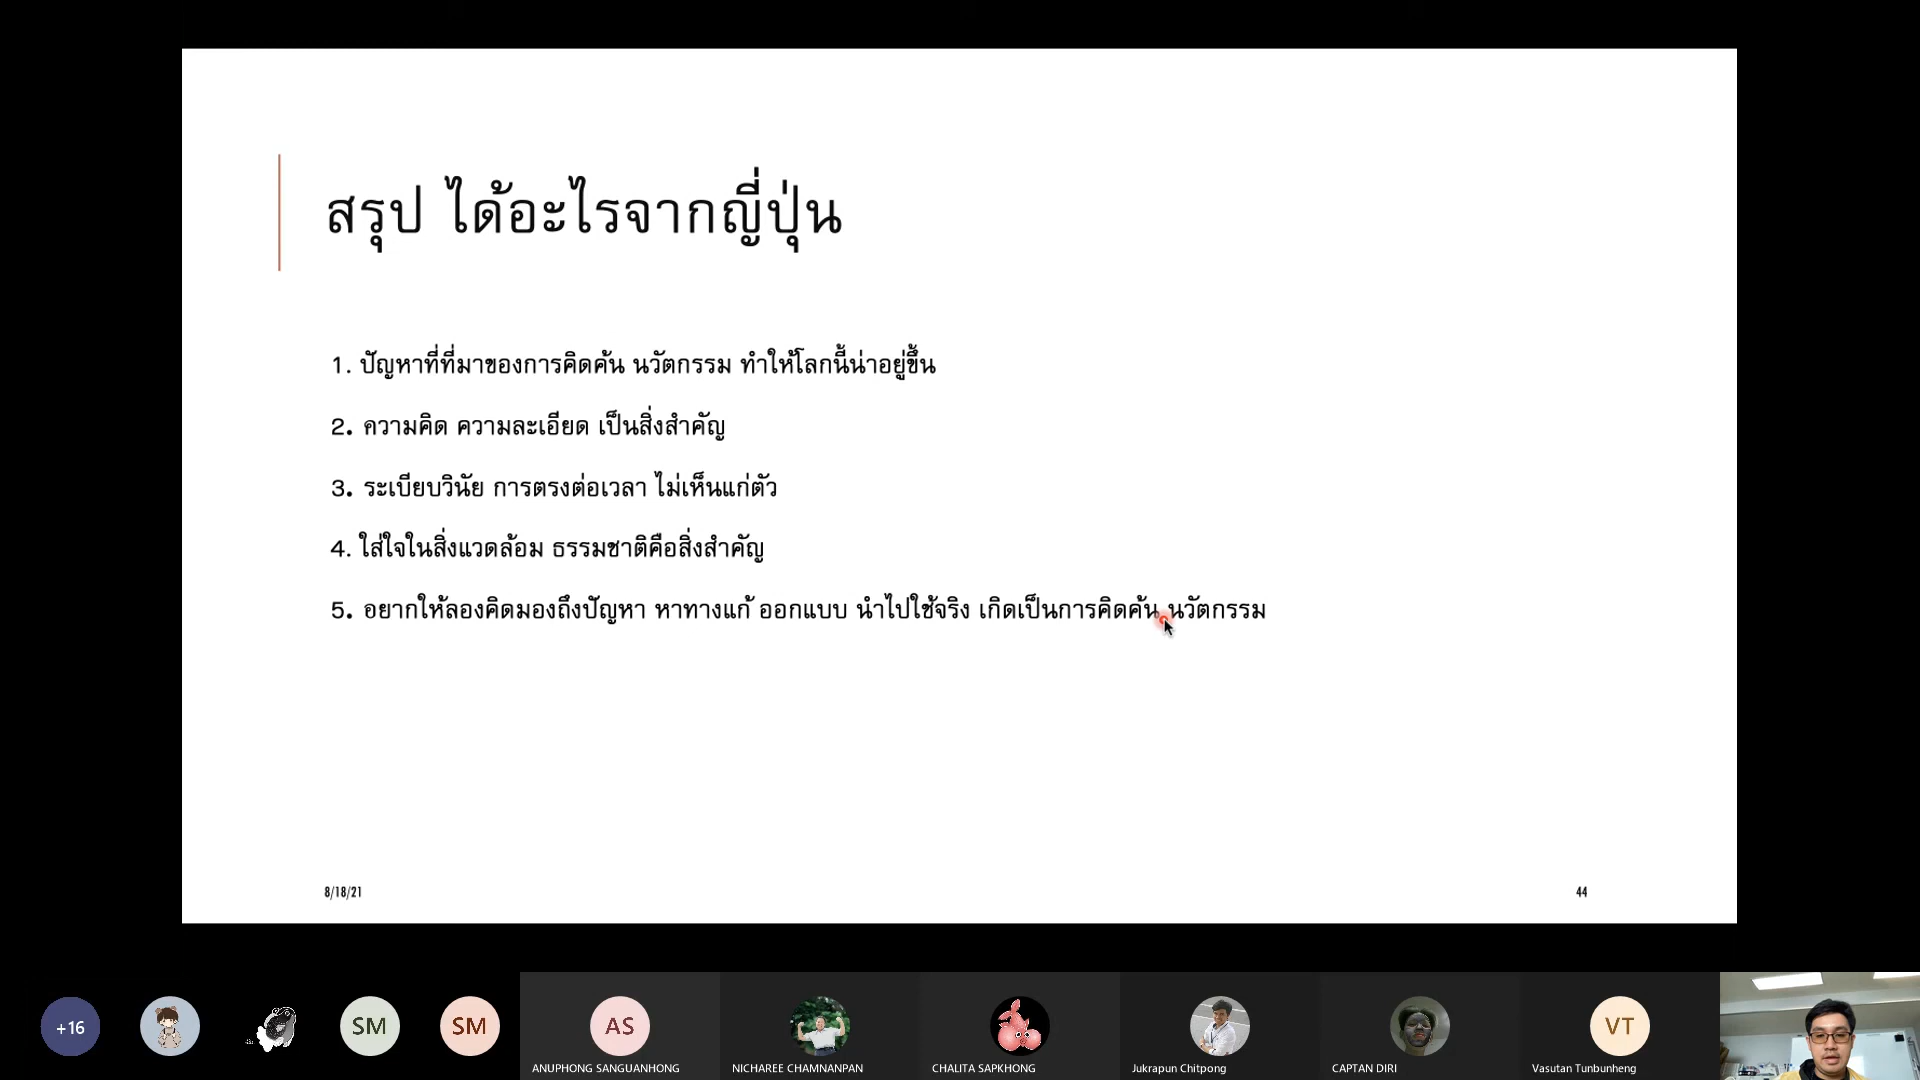 สรุป ได้อะไรจากญี่ปุ่น
1. ปัญหาที่ที่มาของการคิดค้น นวัตกรรม ทำให้โลกนี้น่าอยู่ขึ้น
2. ความคิด ความละเอียด เป็นสิ่งสำคัญ
3. ระเบียบวินัย การตรงต่อเวลา ไม่เห็นแก่ตัว
4. ใส่ใจในสิ่งแวดล้อม ธรรมชาติคือสิ่งสำคัญ
5. อยากให้ลองคิดมองถึงปัญหา หาทางแก้ ออกแบบ นำไปใช้จริง เกิดเป็นการคิดค้น นวัตกรรม
8/18/21
44
+16
SM
SM
AS
VT
ANUPHONG SANGUANHONG
NICHAREE CHAMNANPAN
CHALITA SAPKHONG
Jukrapun Chitpong
CAPTAN DIRI
Vasutan Tunbunheng